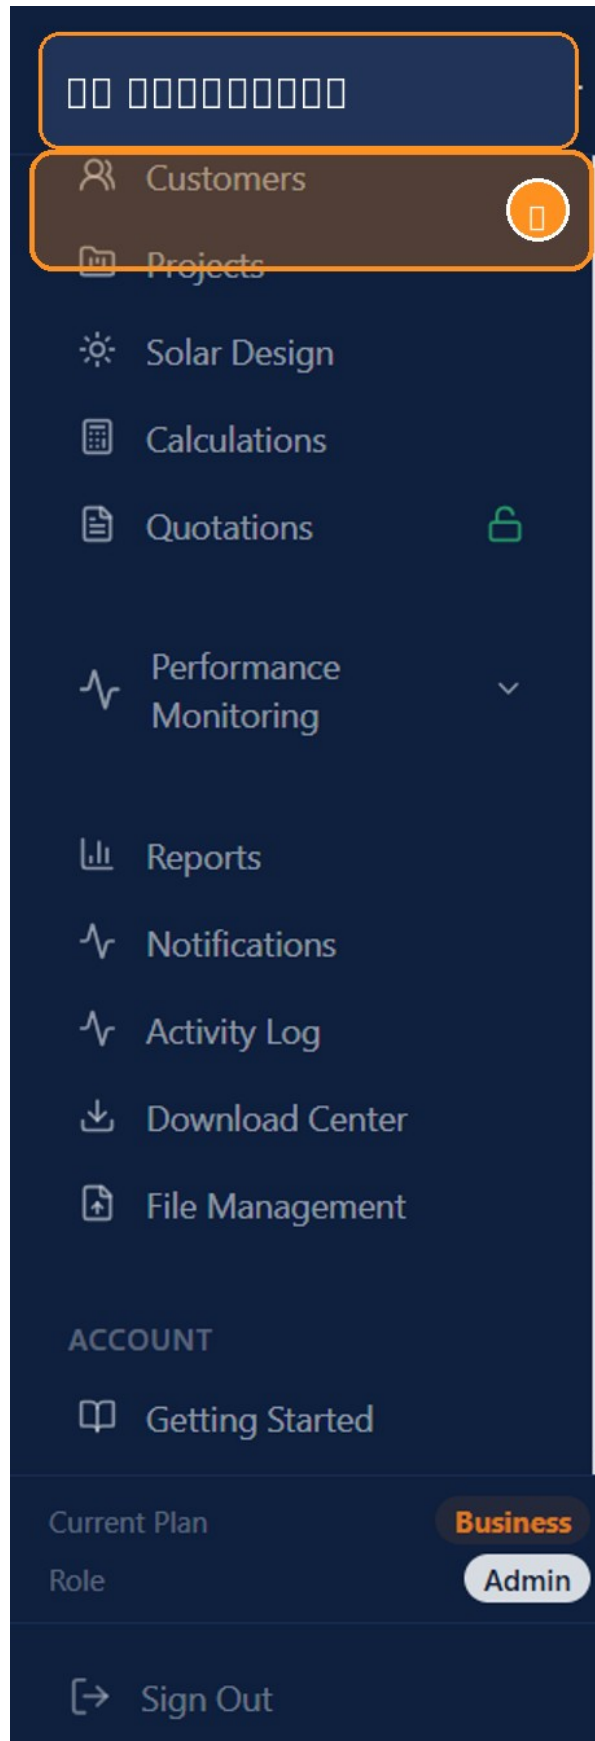 Customers
Projects
Solar Design
Calculations
Quotations
Performance
Monitoring
Reports
Notifications
Activity Log
Download Center
File Management
ACCOUNT
Getting Started
Current Plan Business
Role Admin
Sign Out